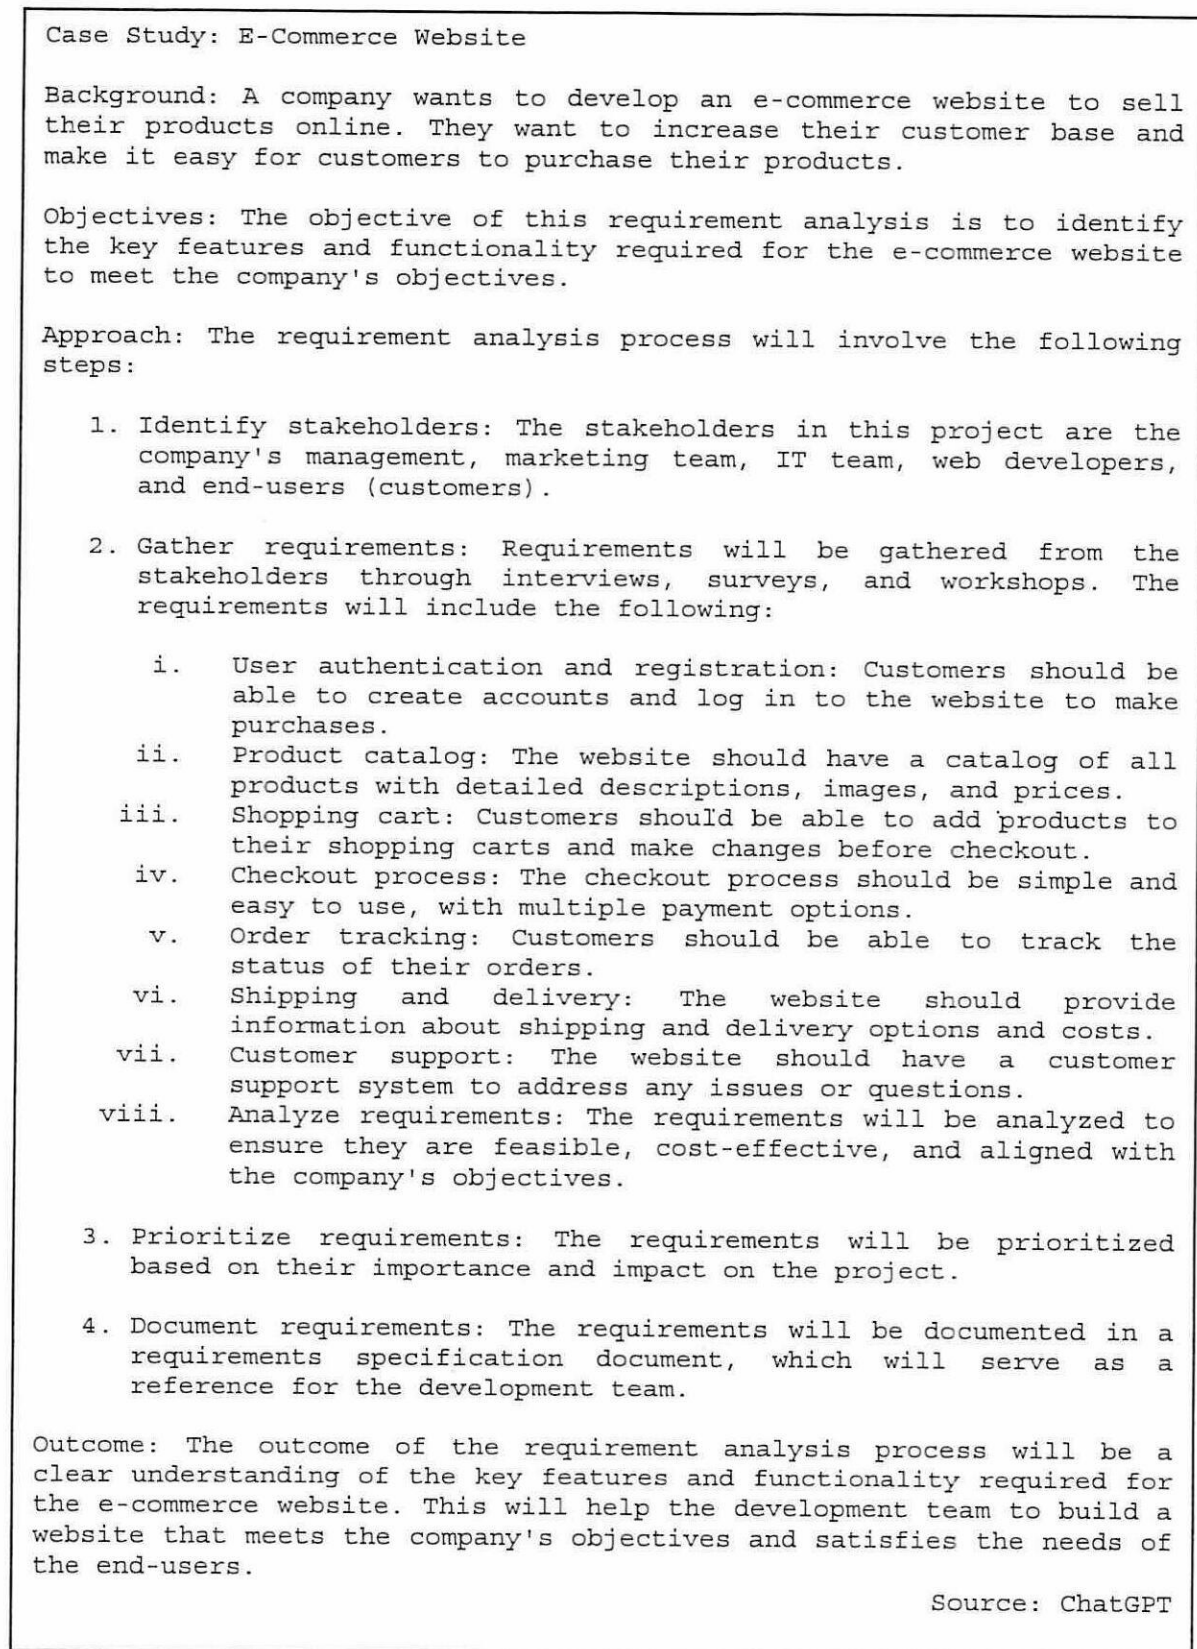 Case Study: E-Commerce Website
Background: A company wants to develop an e-commerce website to sell
their products online. They want to increase their customer base and
make it easy for customers to purchase their products.
Objectives: The objective of this requirement analysis is to identify
the key features and functionality required for the e-commerce website
to meet the company's objectives.
Approach: The requirement analysis process will involve the following
steps:
1. Identify stakeholders: The stakeholders in this project are the
company's management, marketing team, IT team, web developers,
and end-users (customers).
2. Gather requirements: Requirements will be gathered from the
stakeholders through interviews, surveys, and workshops. The
requirements will include the following:
i. User authentication and registration: Customers should be
able to create accounts and log in to the website to make
purchases.
ii. Product catalog: The website should have a catalog of all
products with detailed descriptions, images, and prices.
iii. Shopping cart: Customers should be able to add products to
their shopping carts and make changes before checkout.
iv. Checkout process: The checkout process should be simple and
easy to use, with multiple payment options.
v. Order tracking: Customers should be able to track the
status of their orders.
vi. Shipping and delivery: The website should provide
information about shipping and delivery options and costs.
vii. Customer support: The website should have a customer
support system to address any issues or questions.
viii. Analyze requirements: The requirements will be analyzed to
ensure they are feasible, cost-effective, and aligned with
the company's objectives.
3. Prioritize requirements: The requirements will be prioritized
based on their importance and impact on the project.
4. Document requirements: The requirements will be documented in a
requirements specification document, which will serve as a
reference for the development team.
Outcome: The outcome of the requirement analysis process will be a
clear understanding of the key features and functionality required for
the e-commerce website. This will help the development team to build a
website that meets the company's objectives and satisfies the needs of
the end-users.
Source: ChatGPT